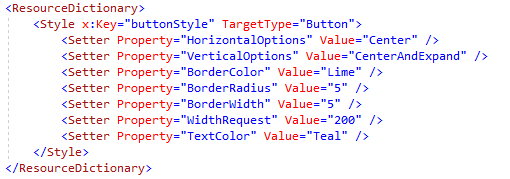 <ResourceDictionary>
    <Style x:Key="buttonStyle" TargetType="Button">
        <Setter Property="HorizontalOptions" Value="Center" />
        <Setter Property="VerticalOptions" Value="CenterAndExpand" />
        <Setter Property="BorderColor" Value="Lime" />
        <Setter Property="BorderRadius" Value="5" />
        <Setter Property="BorderWidth" Value="5" />
        <Setter Property="WidthRequest" Value="200" />
        <Setter Property="TextColor" Value="Teal" />
    </Style>
</ResourceDictionary>